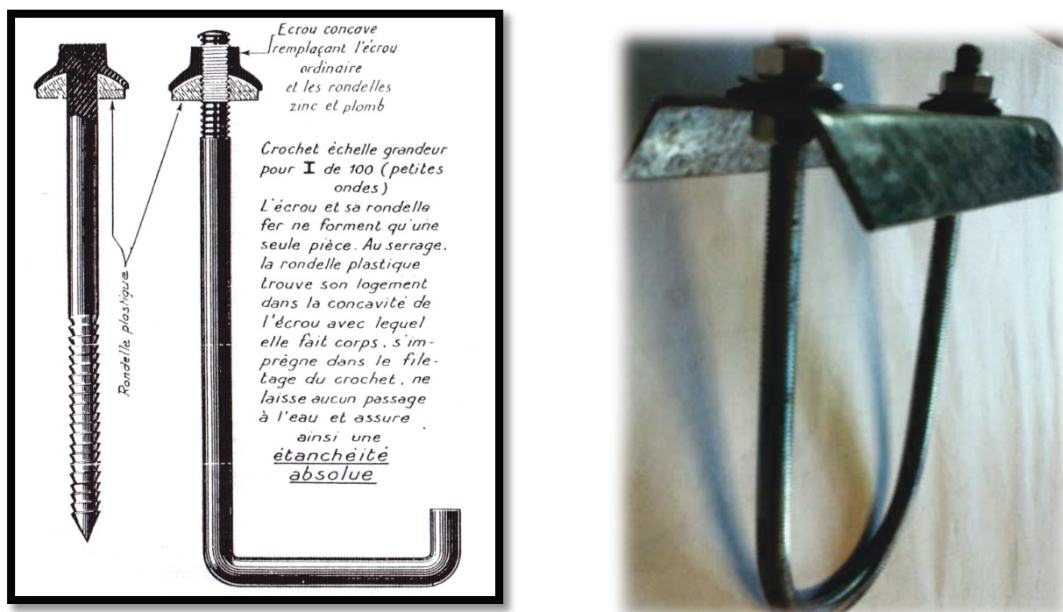 Ecrou concave
remplaçant l'écrou
ordinaire
et les rondelles
zinc et plomb
Crochet échelle grandeur
pour I de 100 (petites
ondes)
L'écrou et sa rondelle
fer ne forment qu'une
seule pièce. Au serrage,
la rondelle plastique
trouve son logement
dans la concavité de
l'écrou avec lequel
elle fait corps, s'im-
prègne dans le file-
tage du crochet, ne
laisse aucun passage
à l'eau et assure
ainsi une
étanchéité
absolue
Rondelle plastique